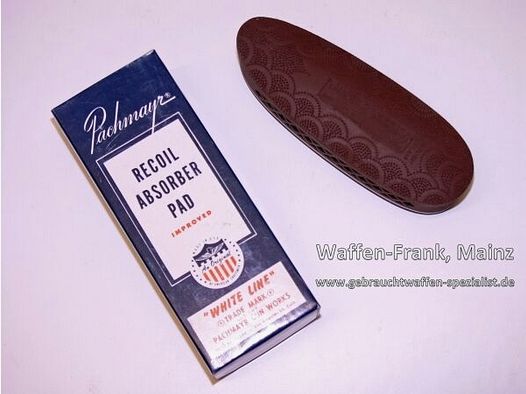 Pachmayr®
RECOIL
ABSORBER
PAD
IMPROVED
"WHITE LINE"
TRADE MARK
PACHMAYR GUN WORKS
Waffen-Frank, Mainz
www.gebrauchtwaffen-spezialist.de